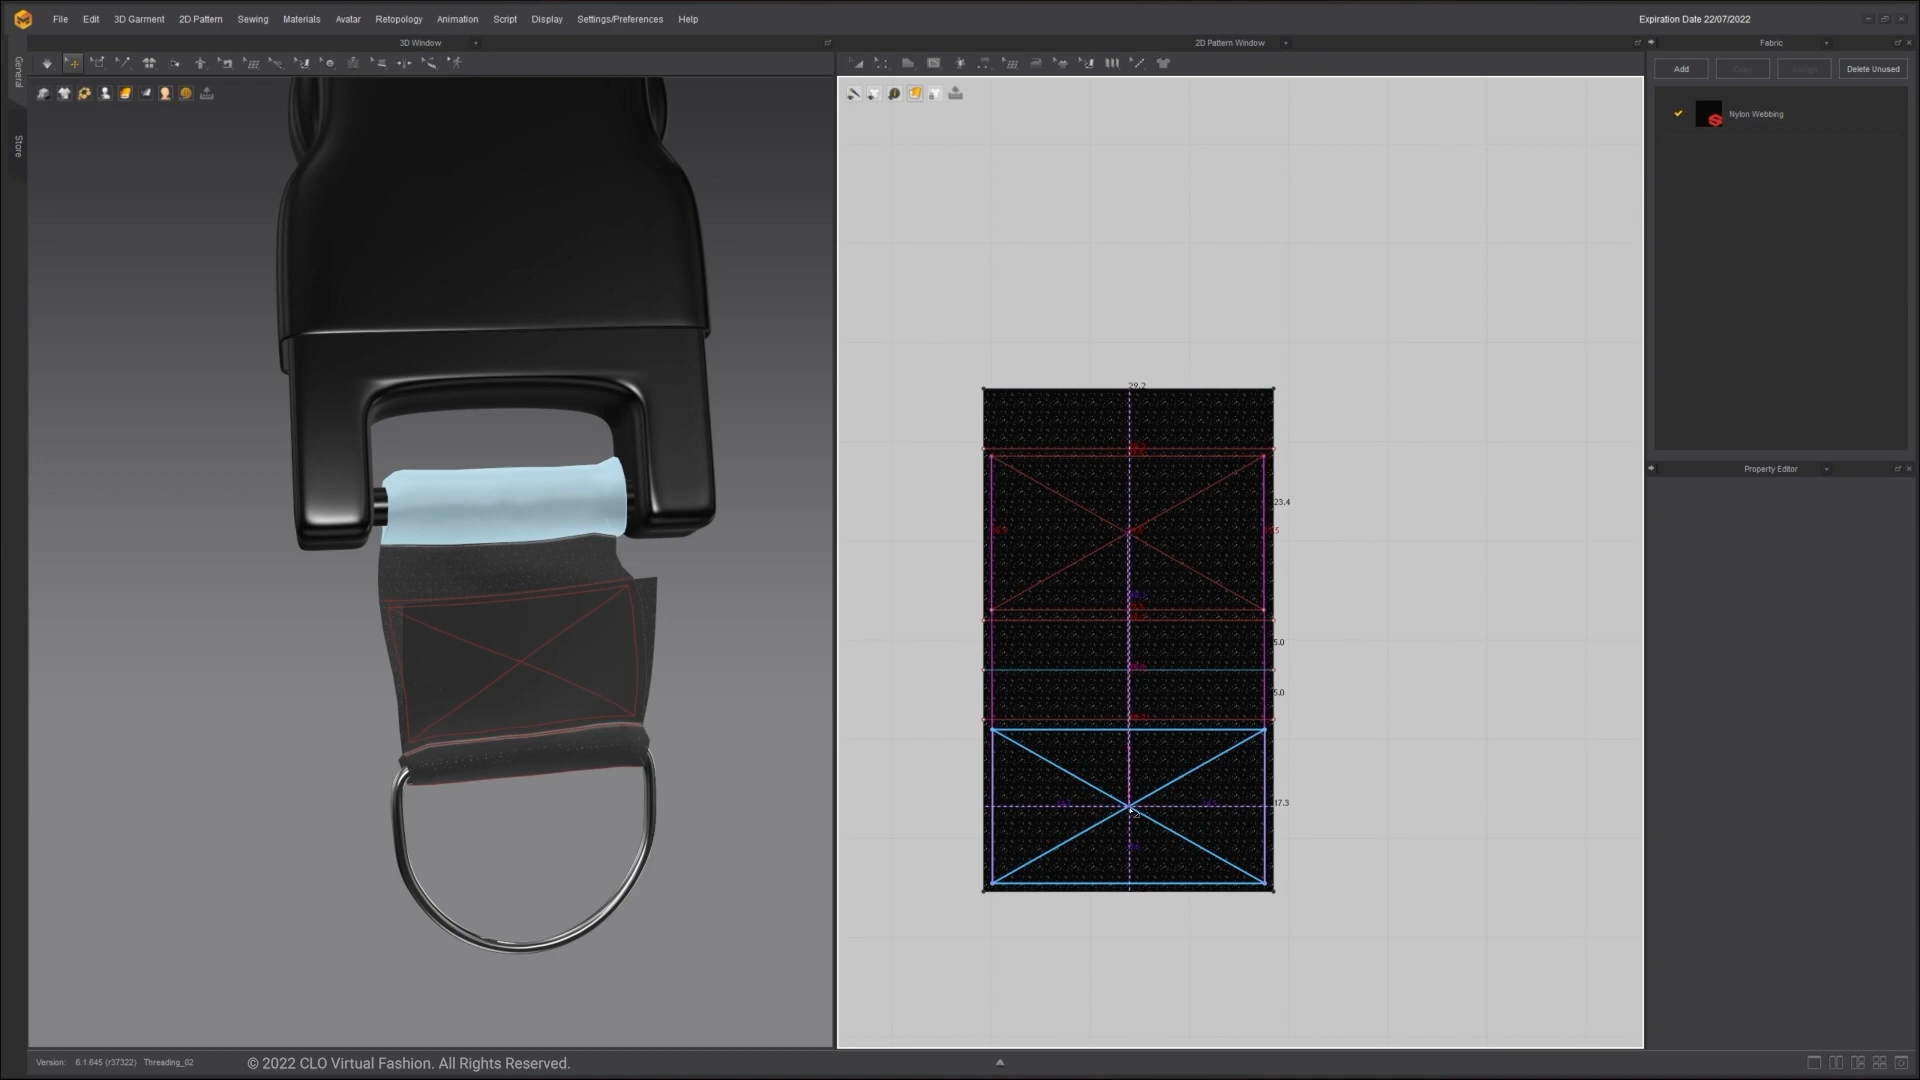 File Edit 3D Garment 2D Pattern Sewing Materials Avatar Retopology Animation Script Display Settings/Preferences Help
Expiration Date 22/07/2022
3D Window
2D Pattern Window
Fabric
General
Store
Add
Delete Unused
Nylon Webbing
Property Editor
29.2
23.4
5.0
5.0
17.3
Version: 6.1.645 (r37322) Threading_02
© 2022 CLO Virtual Fashion. All Rights Reserved.